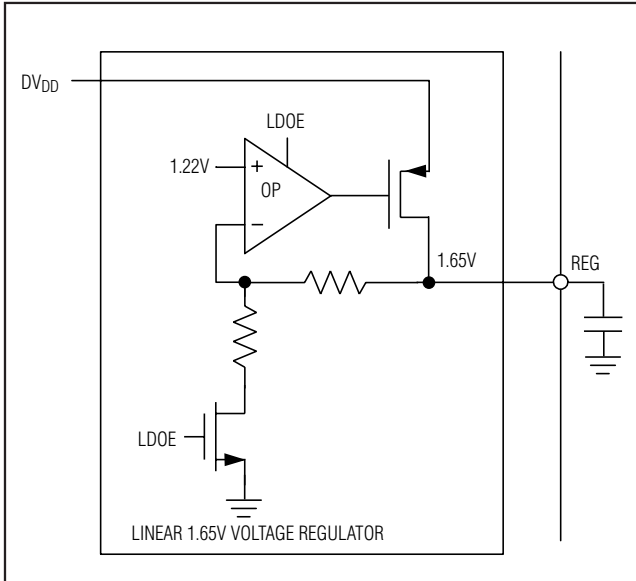 DVDD
LDOE
1.22V
+
OP
−
1.65V
REG
LDOE
LINEAR 1.65V VOLTAGE REGULATOR